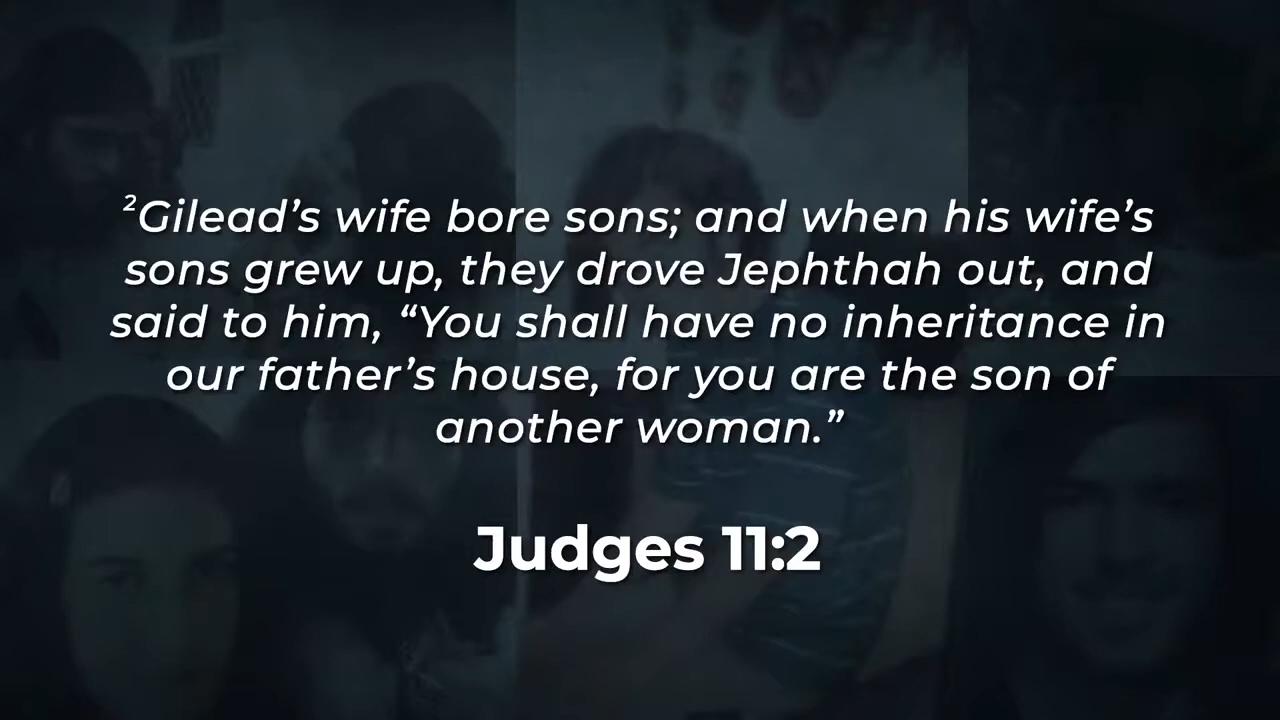 ²Gilead’s wife bore sons; and when his wife’s
sons grew up, they drove Jephthah out, and
said to him, “You shall have no inheritance in
our father’s house, for you are the son of
another woman.”
Judges 11:2